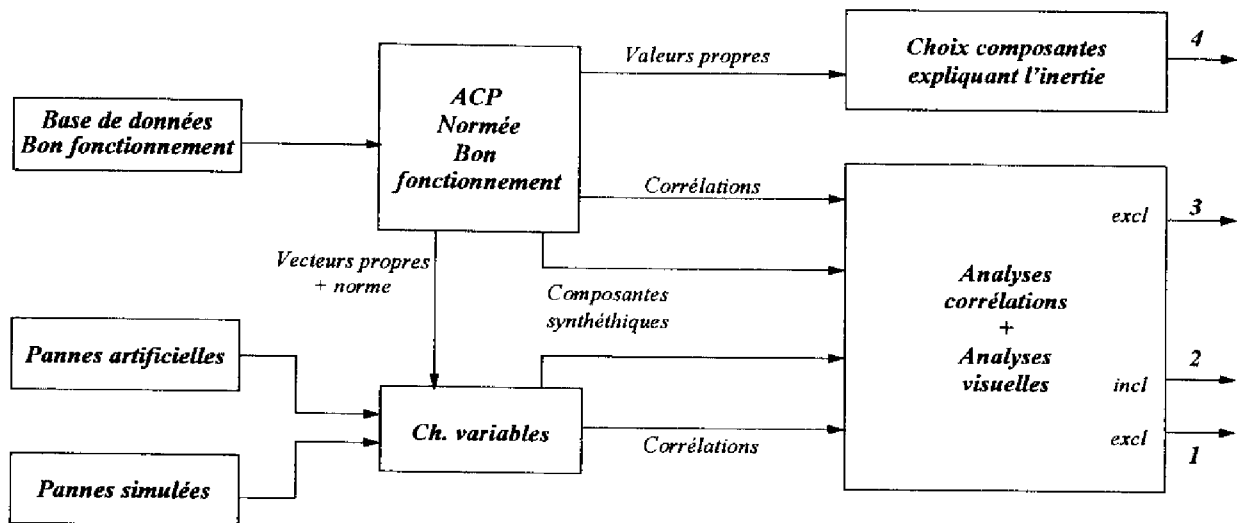 Base de données
Bon fonctionnement
ACP
Normée
Bon
fonctionnement
Valeurs propres
Choix composantes
expliquant l'inertie
4
Corrélations
Vecteurs propres
+ norme
Composantes
synthéthiques
Analyses
corrélations
+
Analyses
visuelles
excl
3
incl
2
excl
1
Pannes artificielles
Pannes simulées
Ch. variables
Corrélations